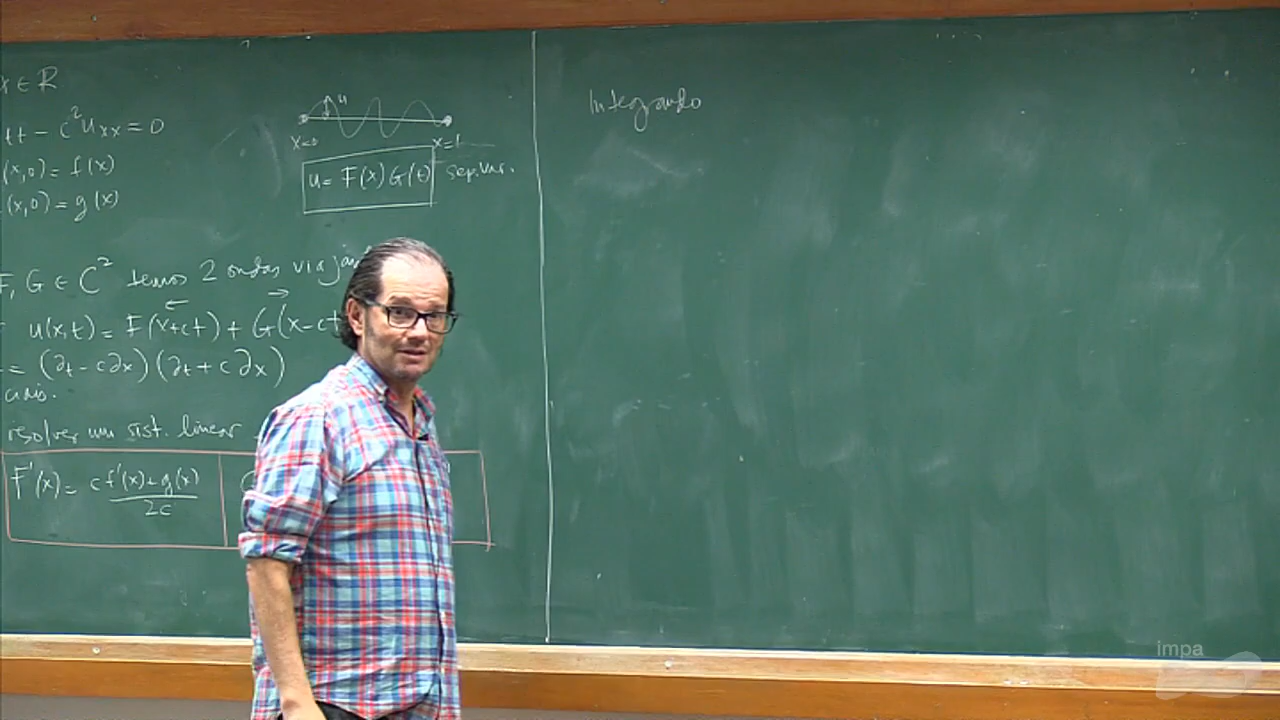 x ∈ R
tt - c²uxx = 0
(x,0) = f(x)
(x,0) = g(x)
u
x=0 x=l
u = F(x)G(t) sep.var.
F, G ∈ C² temos 2 ondas viajan
u(x,t) = F(x+ct) + G(x-ct
= (∂t - c∂x)(∂t + c∂x)
resolver um sist. linear
F'(x) = cf'(x)+g(x)
2c
Integrando
impa